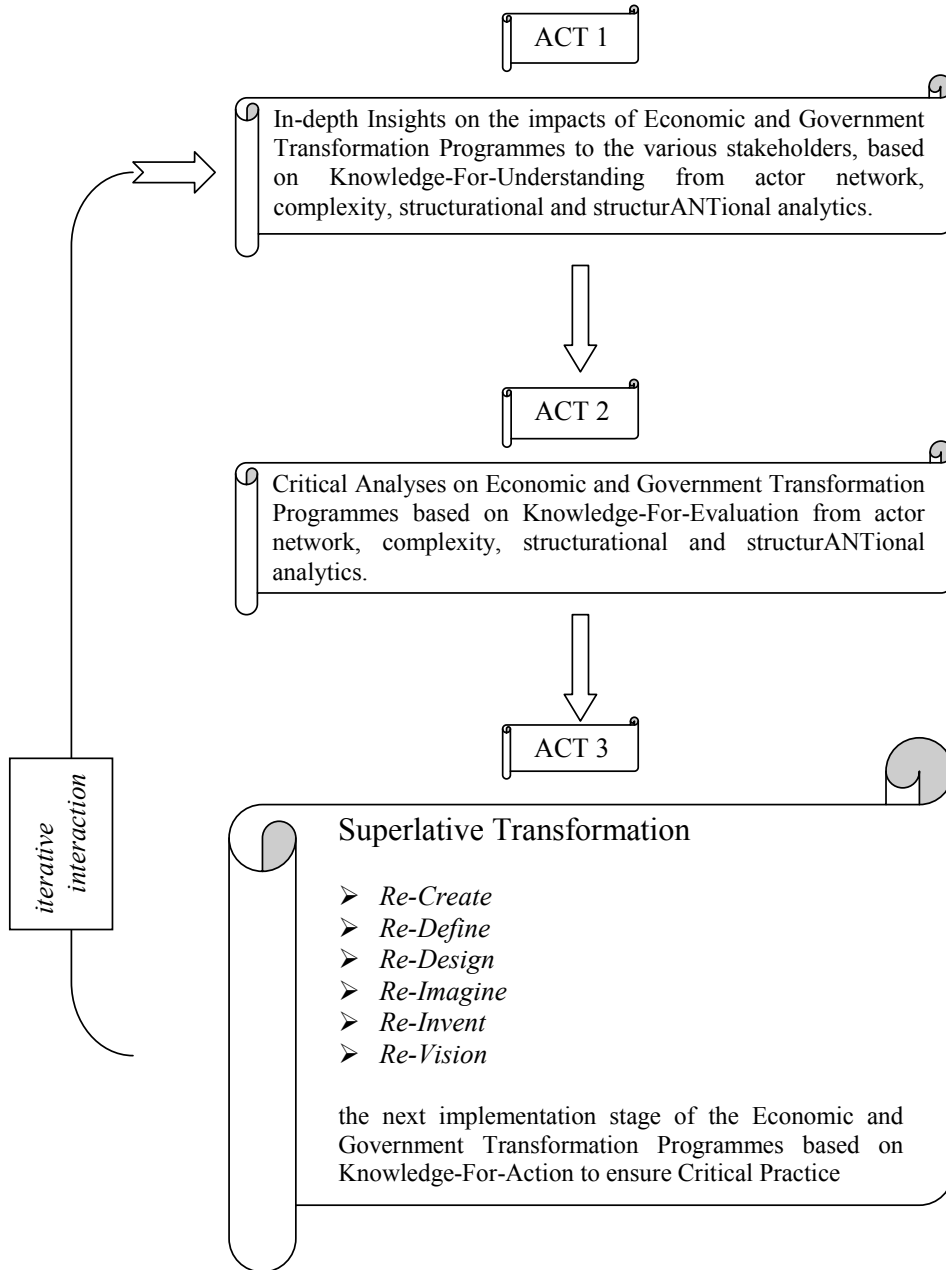 ACT 1
In-depth Insights on the impacts of Economic and Government
Transformation Programmes to the various stakeholders, based
on Knowledge-For-Understanding from actor network,
complexity, structurational and structurANTional analytics.
ACT 2
Critical Analyses on Economic and Government Transformation
Programmes based on Knowledge-For-Evaluation from actor
network, complexity, structurational and structurANTional
analytics.
ACT 3
iterative
interaction
Superlative Transformation
➢ Re-Create
➢ Re-Define
➢ Re-Design
➢ Re-Imagine
➢ Re-Invent
➢ Re-Vision
the next implementation stage of the Economic and
Government Transformation Programmes based on
Knowledge-For-Action to ensure Critical Practice